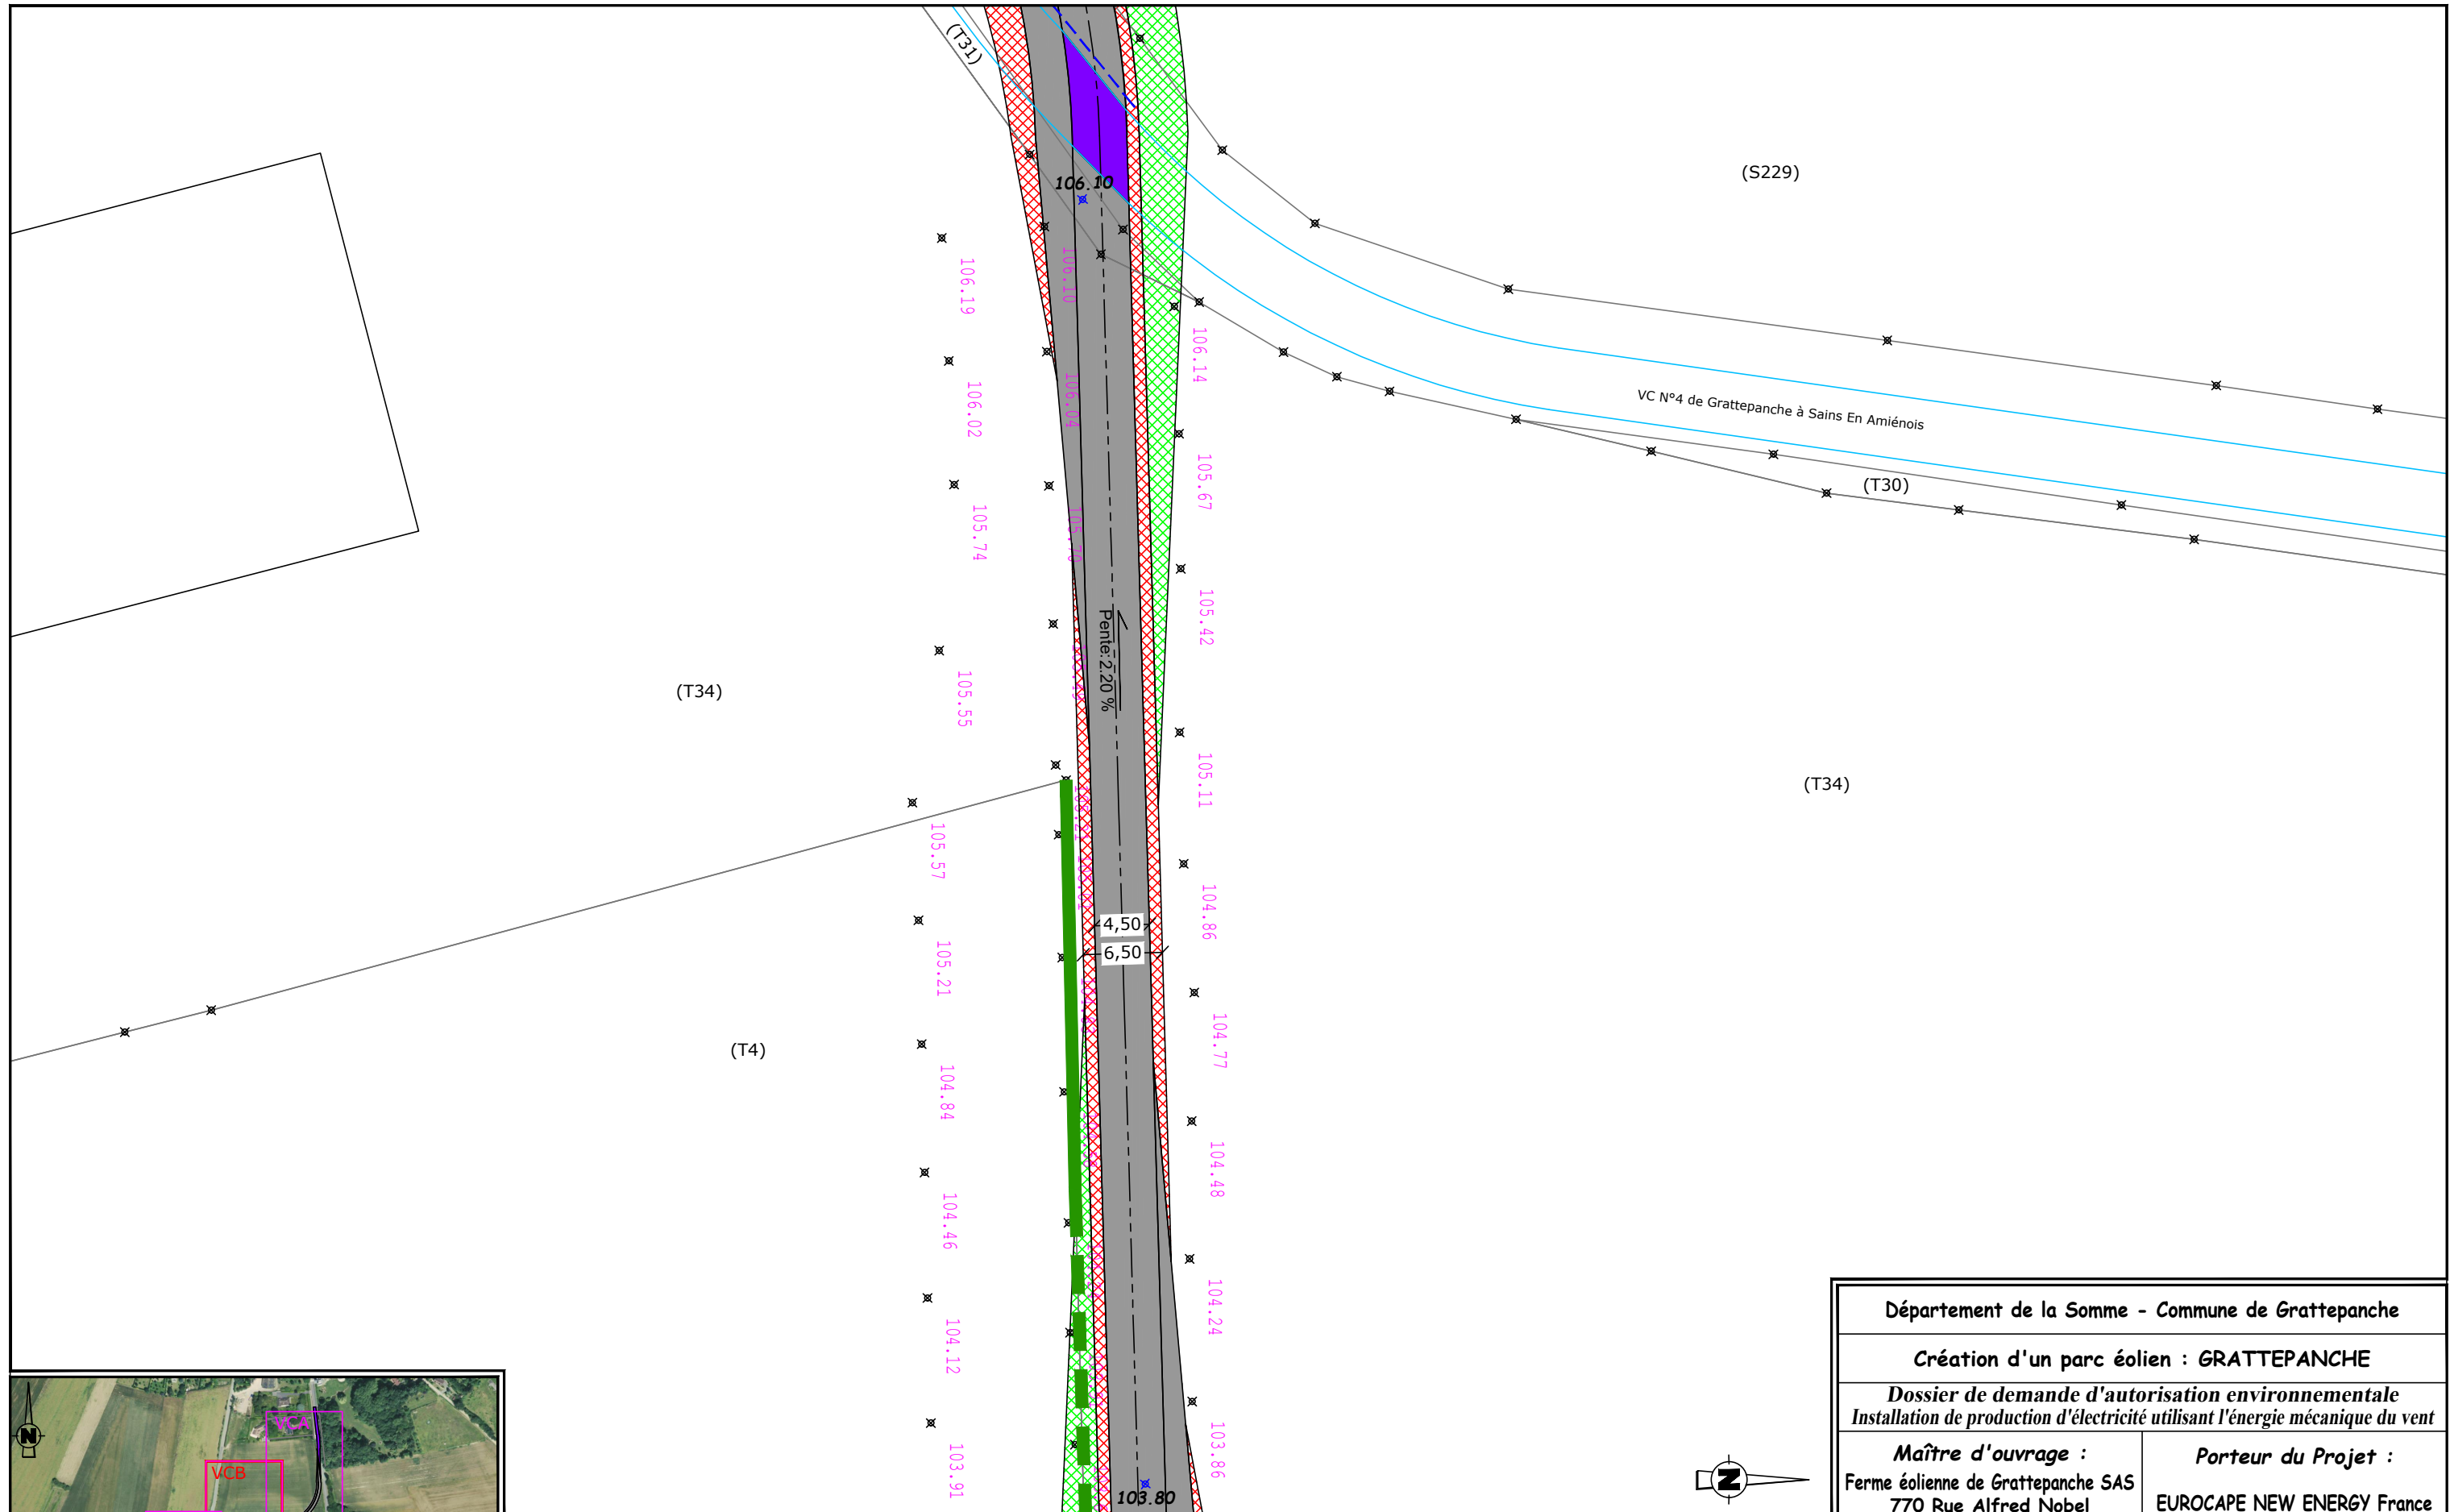 (T31)
(S229)
106.10
106.19
106.10
106.14
106.02
106.04
VC N°4 de Grattepanche à Sains En Amiénois
105.74
105.67
(T30)
105.42
Pente: 2.20 %
(T34)
105.55
105.11
(T34)
105.57
104.86
4,50
6,50
105.21
104.77
(T4)
104.84
104.48
104.46
104.24
104.12
103.86
103.91
103.80
N
VCA
VCB
N
Département de la Somme - Commune de Grattepanche
Création d'un parc éolien : GRATTEPANCHE
Dossier de demande d'autorisation environnementale
Installation de production d'électricité utilisant l'énergie mécanique du vent
Maître d'ouvrage :
Ferme éolienne de Grattepanche SAS
770 Rue Alfred Nobel
Porteur du Projet :
EUROCAPE NEW ENERGY France